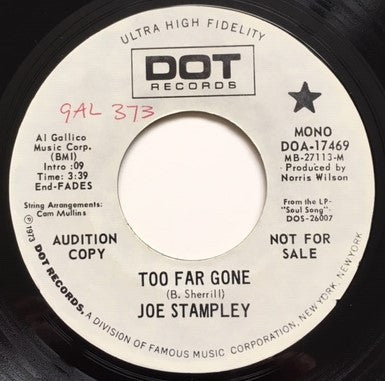 ULTRA HIGH FIDELITY
DOT
RECORDS
GAL 373
Al Gallico
Music Corp.
(BMI)
Intro :09
Time: 3:39
End-FADES
MONO
DOA-17469
MB-27113-M
Produced by
Norris Wilson
String Arrangements:
Cam Mullins
From the LP-
"Soul Song"
DOS-26007
AUDITION
COPY
NOT FOR
SALE
TOO FAR GONE
(B. Sherrill)
JOE STAMPLEY
℗ 1973 DOT RECORDS, A DIVISION OF FAMOUS MUSIC CORPORATION, NEW YORK, NEW YORK